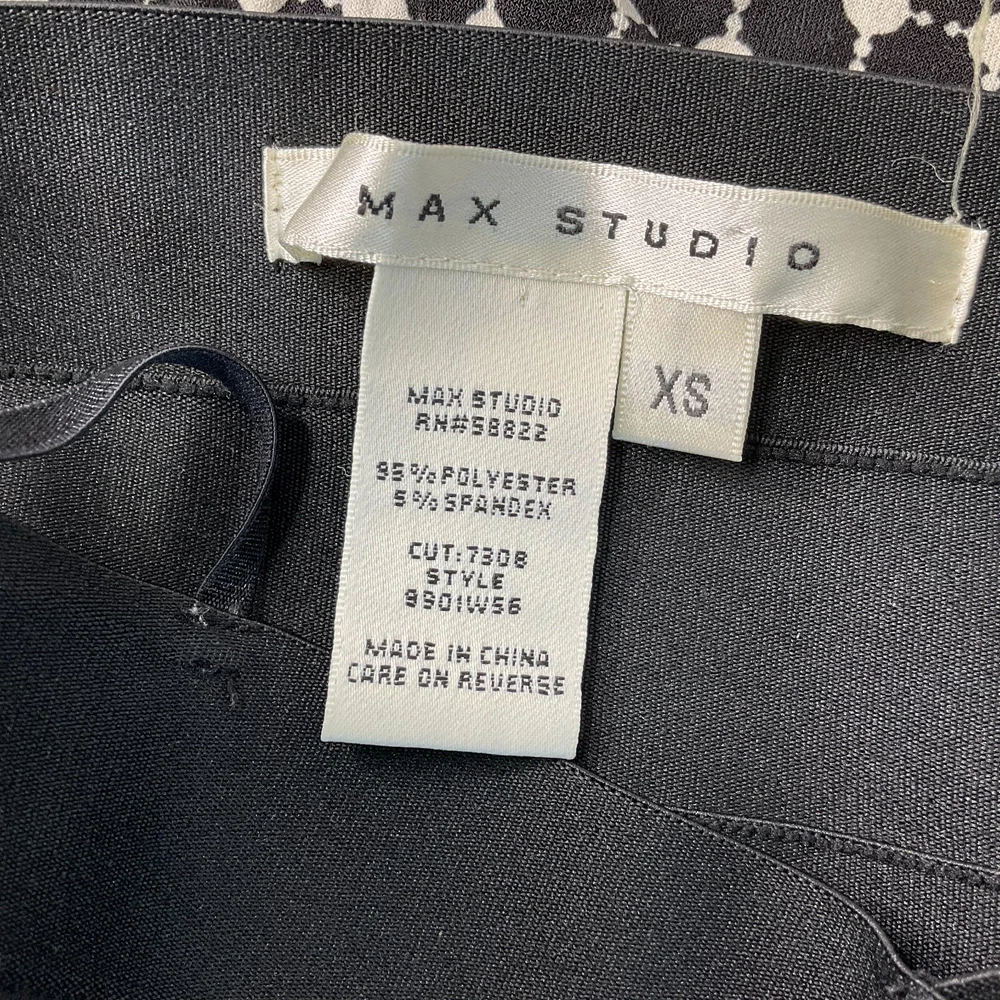 MAX STUDIO
XS
MAX STUDIO
RN#58822
95% POLYESTER
5% SPANDEX
CUT: 7308
STYLE
9901W56
MADE IN CHINA
CARE ON REVERSE